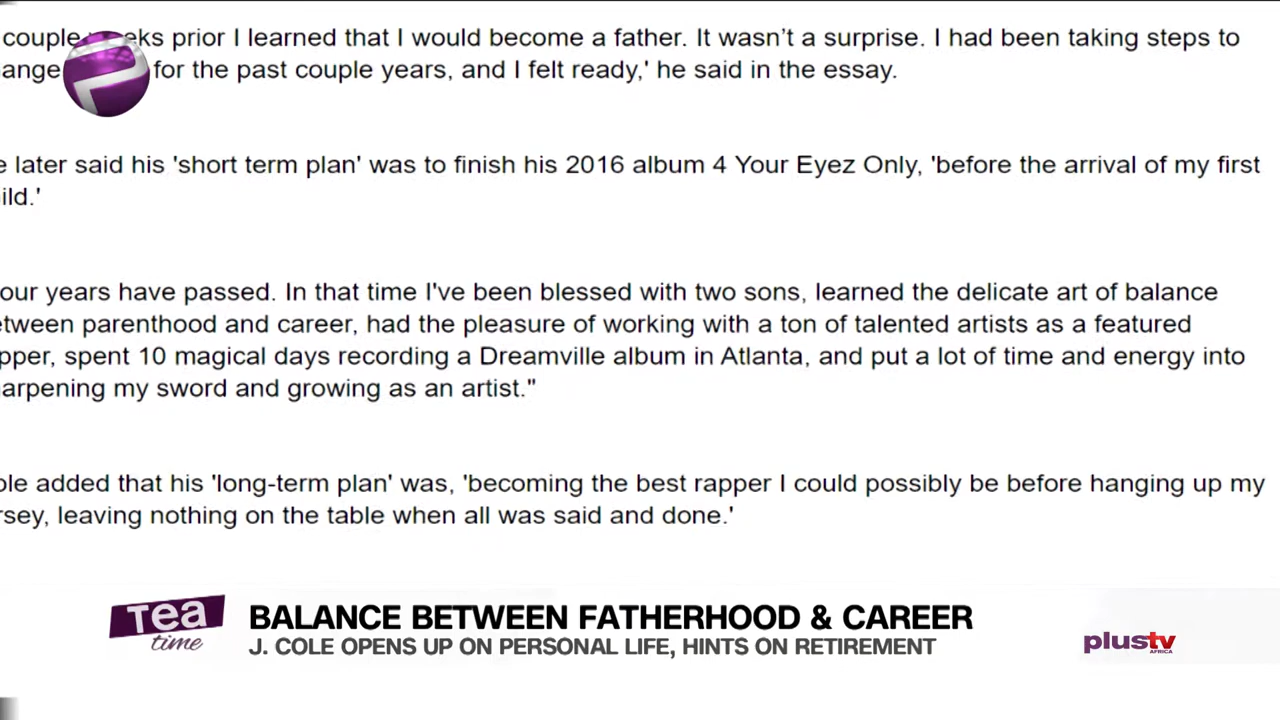 couple eks prior I learned that I would become a father. It wasn’t a surprise. I had been taking steps to
ange for the past couple years, and I felt ready,' he said in the essay.
e later said his 'short term plan' was to finish his 2016 album 4 Your Eyez Only, 'before the arrival of my first
ild.'
our years have passed. In that time I've been blessed with two sons, learned the delicate art of balance
etween parenthood and career, had the pleasure of working with a ton of talented artists as a featured
pper, spent 10 magical days recording a Dreamville album in Atlanta, and put a lot of time and energy into
arpening my sword and growing as an artist."
ole added that his 'long-term plan' was, 'becoming the best rapper I could possibly be before hanging up my
rsey, leaving nothing on the table when all was said and done.'
Tea
time
BALANCE BETWEEN FATHERHOOD & CAREER
J. COLE OPENS UP ON PERSONAL LIFE, HINTS ON RETIREMENT
plustv
AFRICA